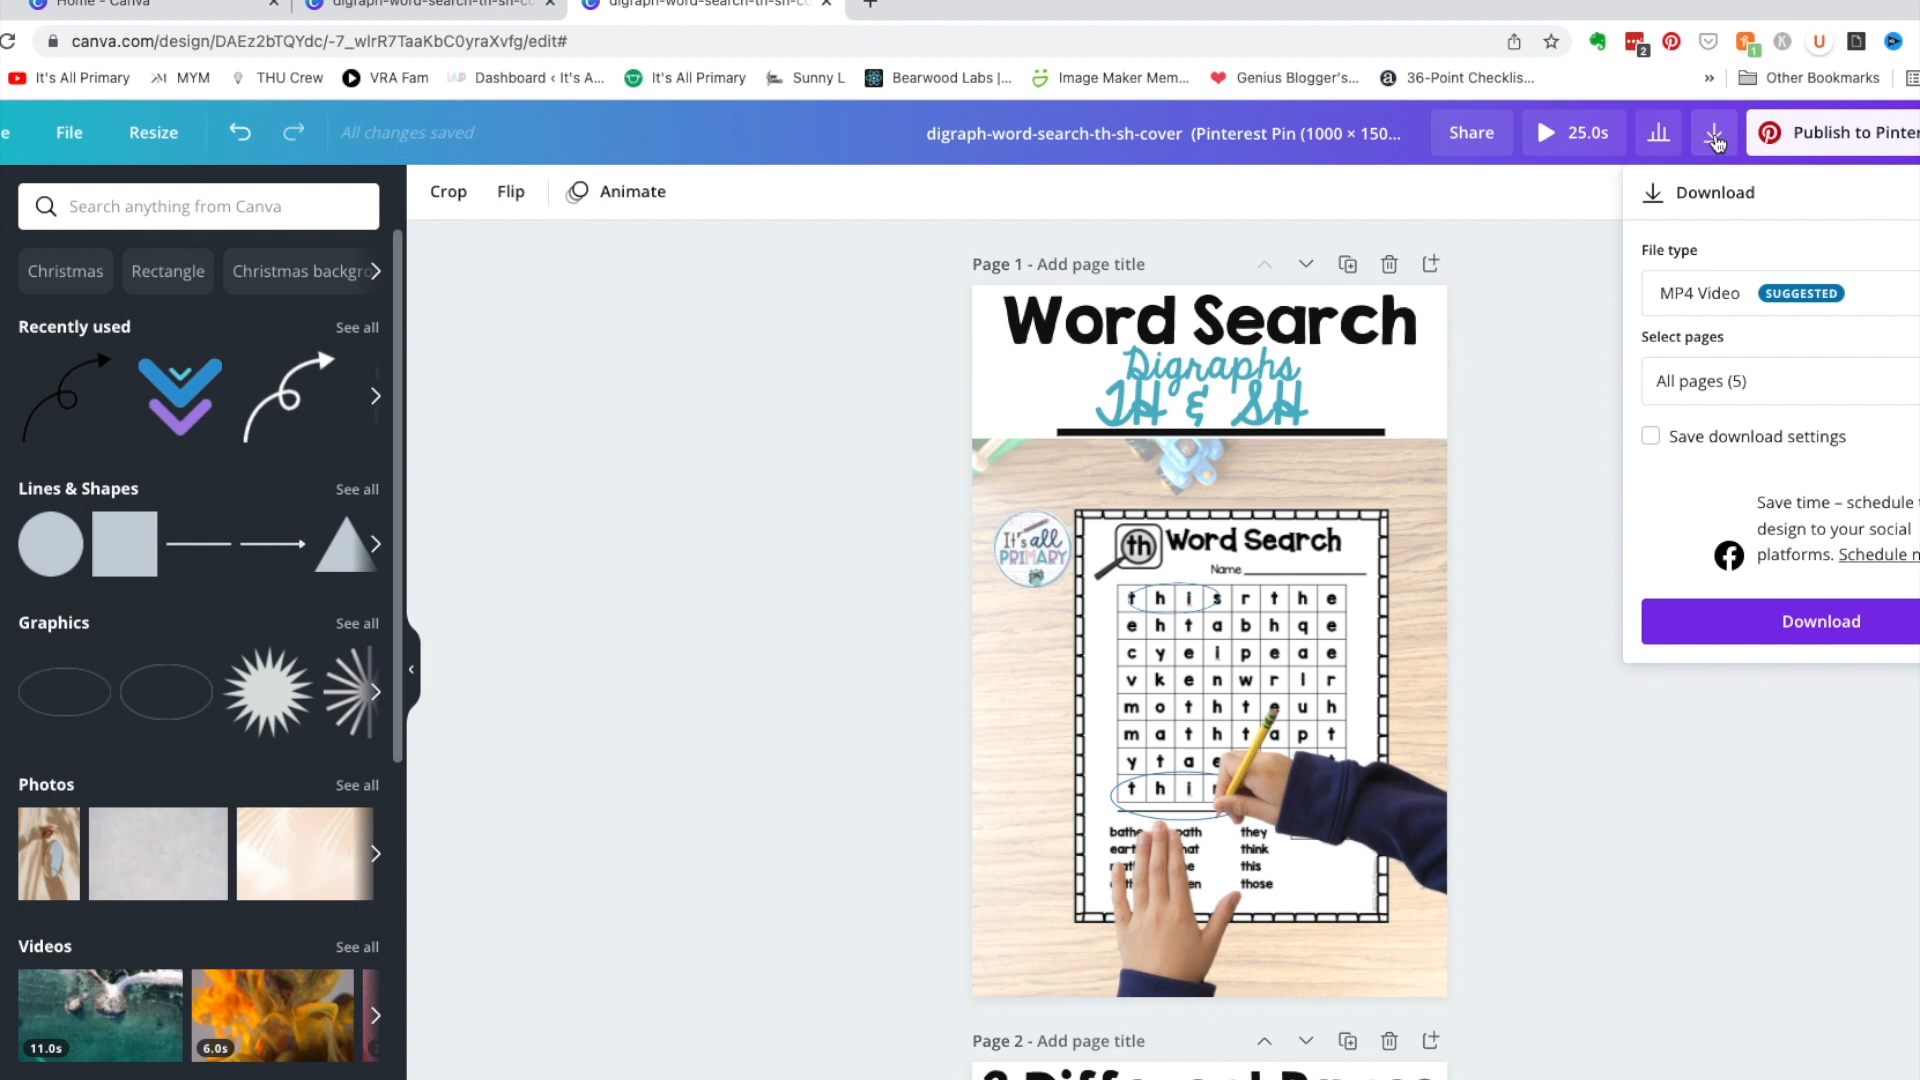 Home - Canva
digraph-word-search-th-sh-co
digraph-word-search-th-sh-co
canva.com/design/DAEz2bTQYdc/-7_wlrR7TaaKbC0yraXvfg/edit#
2
1
K
U
It's All Primary
MYM
THU Crew
VRA Fam
Dashboard ‹ It's A...
It's All Primary
Sunny L
Bearwood Labs |...
Image Maker Mem...
Genius Blogger's...
36-Point Checklis...
»
Other Bookmarks
e
File
Resize
All changes saved
digraph-word-search-th-sh-cover (Pinterest Pin (1000 × 150...
Share
25.0s
Publish to Pinter
Search anything from Canva
Crop
Flip
Animate
Download
Christmas
Rectangle
Christmas backgro
Page 1 - Add page title
File type
MP4 Video
SUGGESTED
Select pages
All pages (5)
Save download settings
Save time – schedule t
design to your social
platforms. Schedule n
Download
Recently used
See all
Lines & Shapes
See all
Graphics
See all
Photos
See all
Videos
See all
11.0s
6.0s
Word Search
Digraphs
TH & SH
It's all
PRIMARY
th
Word Search
Name
t h i s r t h e
e h t a b h q e
c y e i p e a e
v k e n w r l r
m o t h t e u h
m a t h t a p t
y t a e
t h i
bathe
path
they
think
this
those
Page 2 - Add page title